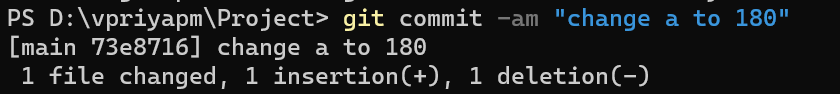 PS D:\vpriyapm\Project> git commit -am "change a to 180"
[main 73e8716] change a to 180
 1 file changed, 1 insertion(+), 1 deletion(-)